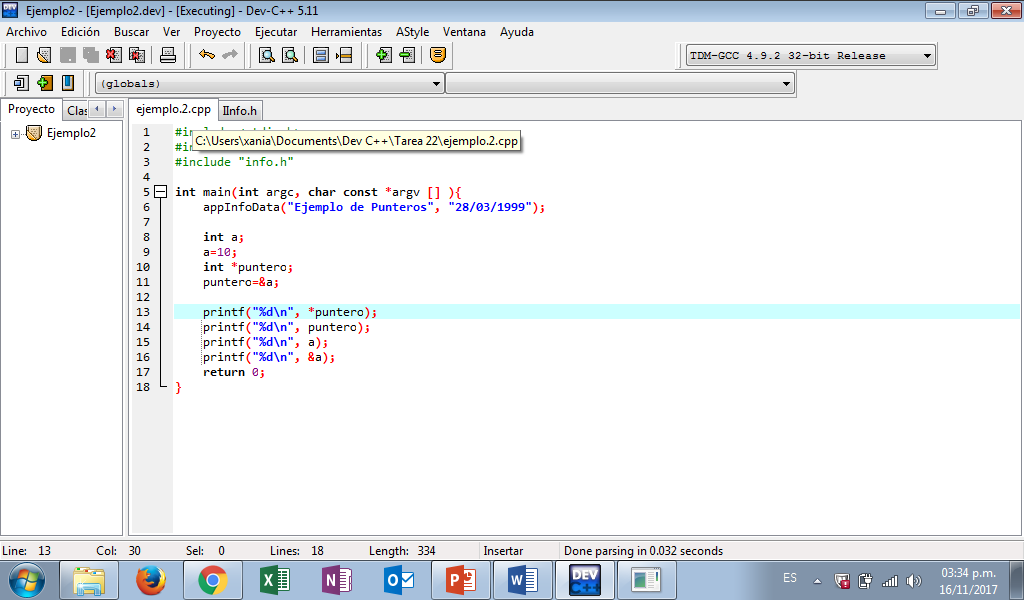 Ejemplo2 - [Ejemplo2.dev] - [Executing] - Dev-C++ 5.11
Archivo Edición Buscar Ver Proyecto Ejecutar Herramientas AStyle Ventana Ayuda
TDM-GCC 4.9.2 32-bit Release
(globals)
Proyecto Clas ejemplo.2.cpp IInfo.h
Ejemplo2
C:\Users\xania\Documents\Dev C++\Tarea 22\ejemplo.2.cpp
1
2
3 #include "info.h"
4
5 int main(int argc, char const *argv [] ){
6 appInfoData("Ejemplo de Punteros", "28/03/1999");
7
8 int a;
9 a=10;
10 int *puntero;
11 puntero=&a;
12
13 printf("%d\n", *puntero);
14 printf("%d\n", puntero);
15 printf("%d\n", a);
16 printf("%d\n", &a);
17 return 0;
18 }
Line: 13 Col: 30 Sel: 0 Lines: 18 Length: 334 Insertar Done parsing in 0.032 seconds
DEV C++
ES
03:34 p.m.
16/11/2017